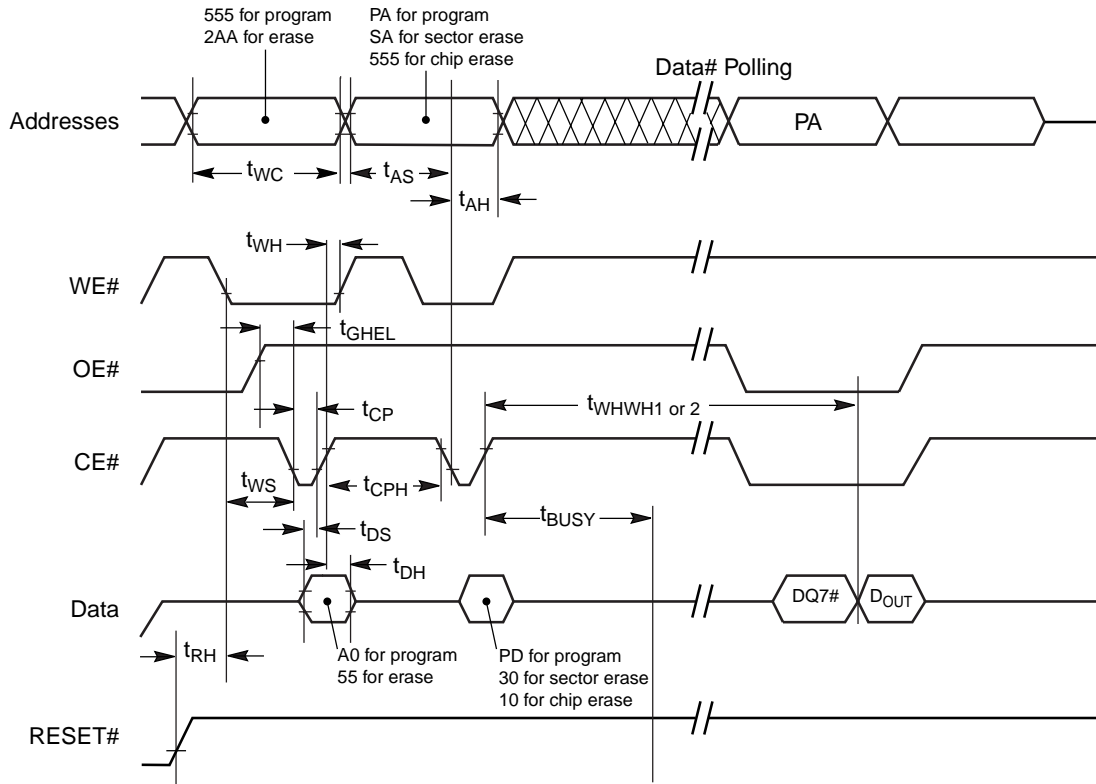 555 for program
2AA for erase
PA for program
SA for sector erase
555 for chip erase
Data# Polling
Addresses
PA
tWC
tAS
tAH
tWH
WE#
tGHEL
OE#
tWHWH1 or 2
tCP
CE#
tWS
tCPH
tBUSY
tDS
tDH
Data
DQ7#
DOUT
tRH
A0 for program
55 for erase
PD for program
30 for sector erase
10 for chip erase
RESET#